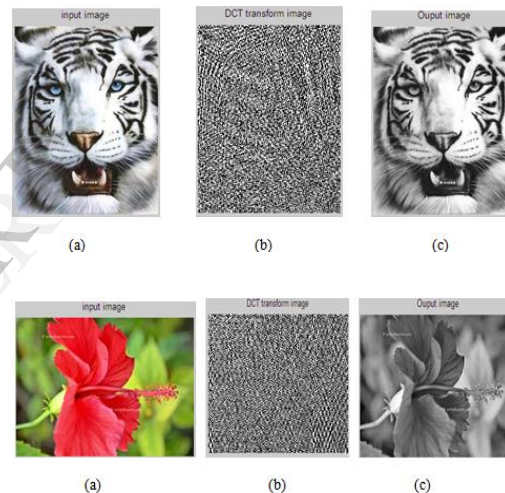 input image
DCT transform image
Ouput image
(a)
(b)
(c)
input image
DCT transform image
Ouput image
(a)
(b)
(c)